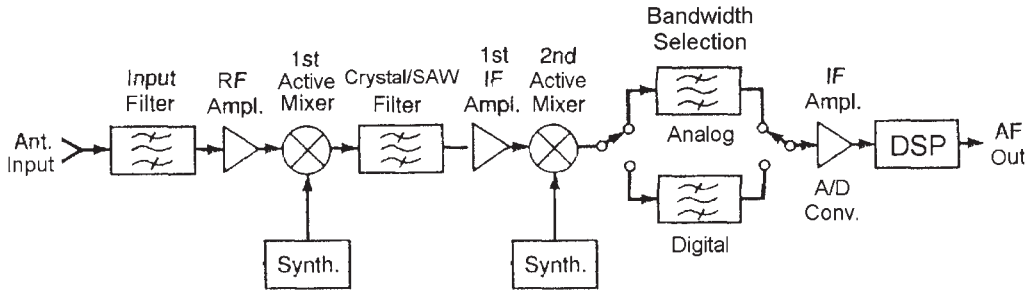 Bandwidth
Selection
1st
Active
Mixer
1st
IF
Ampl.
2nd
Active
Mixer
Input
Filter
RF
Ampl.
Crystal/SAW
Filter
IF
Ampl.
Ant.
Input
Analog
DSP
AF
Out
A/D
Conv.
Digital
Synth.
Synth.